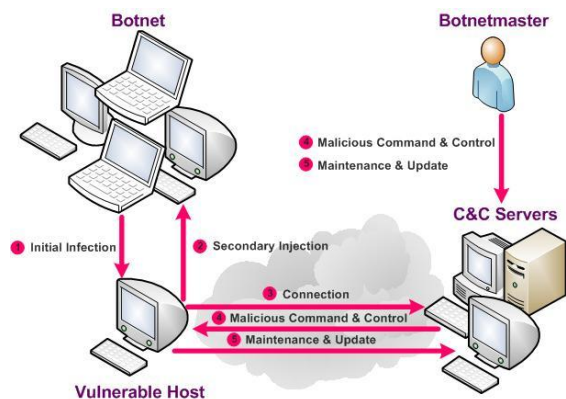 Botnet
Botnetmaster
4 Malicious Command & Control
5 Maintenance & Update
C&C Servers
1 Initial Infection
2 Secondary Injection
3 Connection
4 Malicious Command & Control
5 Maintenance & Update
Vulnerable Host